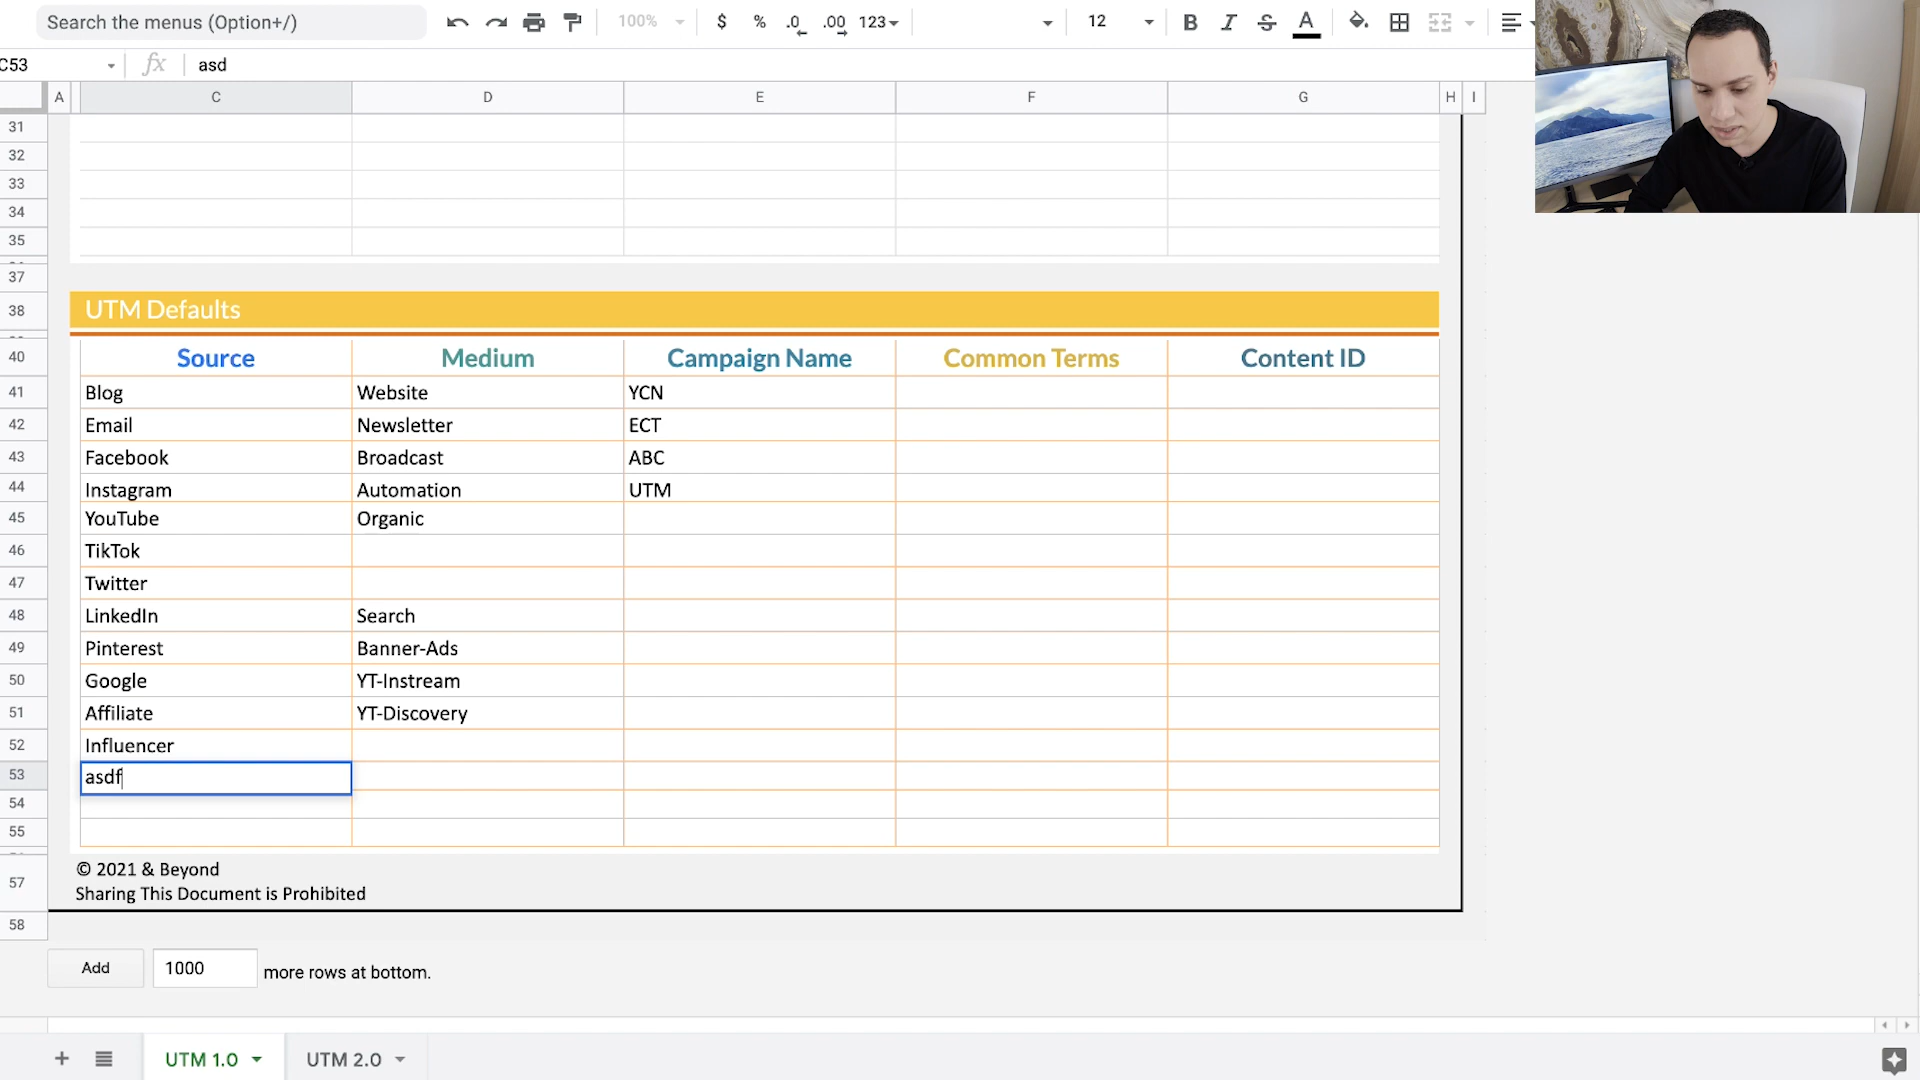 Search the menus (Option+/)
100%
$ % .0 .00 123
12
B I S A
C53
fx
asd
A C D E F G H I
31
32
33
34
35
37
38 UTM Defaults
40 Source Medium Campaign Name Common Terms Content ID
41 Blog Website YCN
42 Email Newsletter ECT
43 Facebook Broadcast ABC
44 Instagram Automation UTM
45 YouTube Organic
46 TikTok
47 Twitter
48 LinkedIn Search
49 Pinterest Banner-Ads
50 Google YT-Instream
51 Affiliate YT-Discovery
52 Influencer
53 asdf
54
55
© 2021 & Beyond
57
Sharing This Document is Prohibited
58
Add 1000 more rows at bottom.
UTM 1.0 UTM 2.0